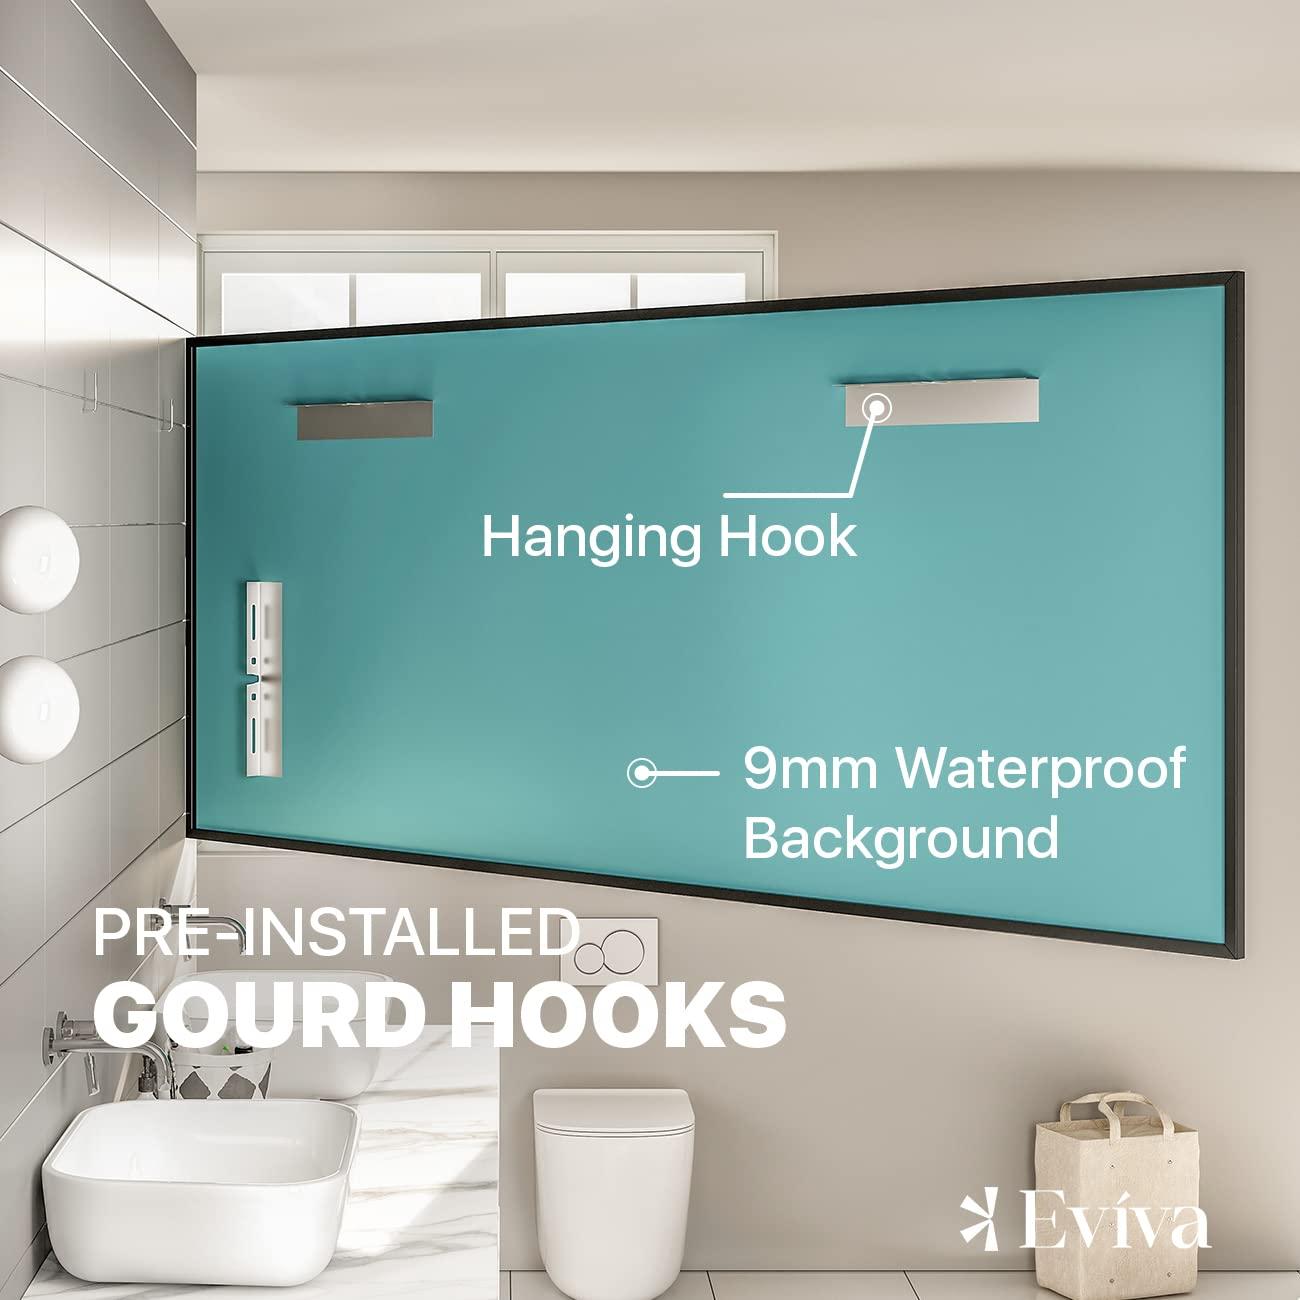 Hanging Hook
9mm Waterproof
Background
PRE-INSTALLED
GOURD HOOKS
Evíva